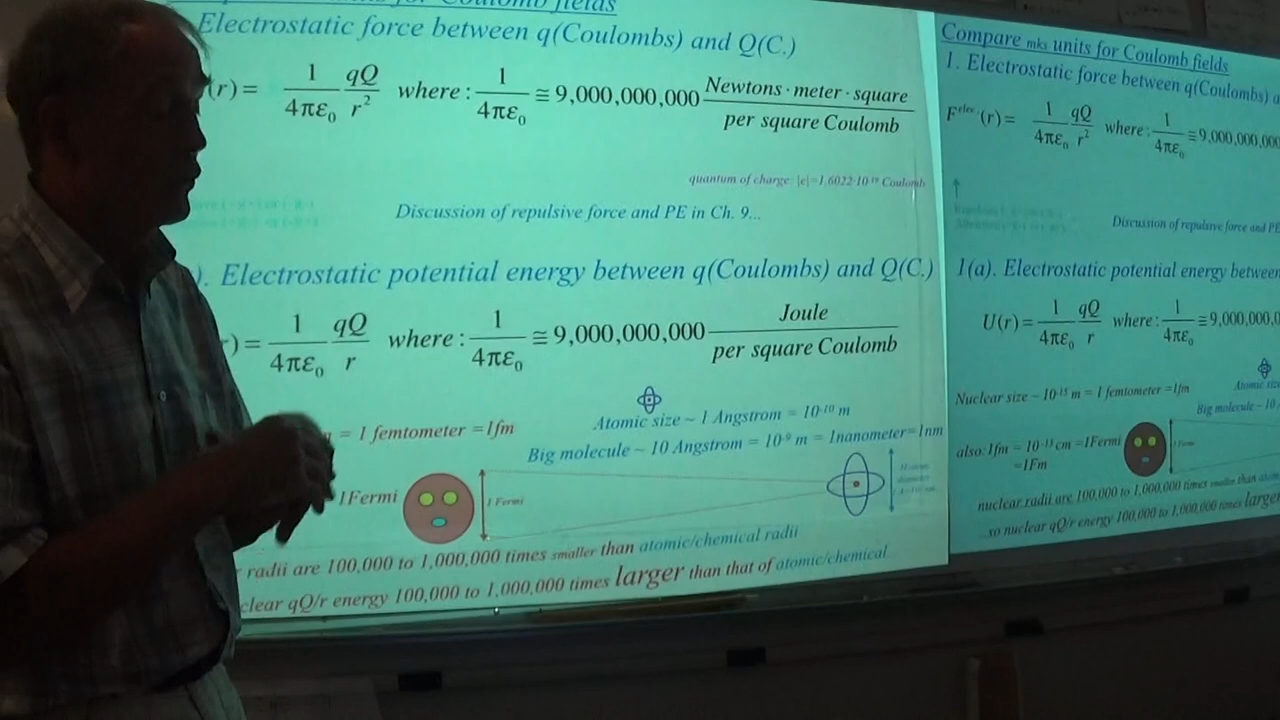 units for Coulomb fields
Electrostatic force between q(Coulombs) and Q(C.)
(r) = 1/4πε₀ qQ/r² where : 1/4πε₀ ≅ 9,000,000,000 Newtons · meter · square / per square Coulomb
quantum of charge: |e|=1.6022·10⁻¹⁹ Coulomb
Discussion of repulsive force and PE in Ch. 9...
). Electrostatic potential energy between q(Coulombs) and Q(C.)
) = 1/4πε₀ qQ/r where : 1/4πε₀ ≅ 9,000,000,000 Joule / per square Coulomb
= 1 femtometer =1fm
Atomic size ~ 1 Angstrom = 10⁻¹⁰ m
Big molecule ~ 10 Angstrom = 10⁻⁹ m = 1nanometer=1nm
1Fermi
1 Fermi
radii are 100,000 to 1,000,000 times smaller than atomic/chemical radii
clear qQ/r energy 100,000 to 1,000,000 times larger than that of atomic/chemical
Compare mks units for Coulomb fields
1. Electrostatic force between q(Coulombs) a
F^elec.(r) = 1/4πε₀ qQ/r² where : 1/4πε₀ ≅ 9,000,000,000
Discussion of repulsive force and PE
1(a). Electrostatic potential energy between
U(r) = 1/4πε₀ qQ/r where : 1/4πε₀ ≅ 9,000,000,0
Nuclear size ~ 10⁻¹⁵ m = 1 femtometer =1fm
Atomic size
Big molecule ~ 10
also: 1fm = 10⁻¹³ cm =1Fermi
=1Fm
1 Fermi
nuclear radii are 100,000 to 1,000,000 times smaller than
...so nuclear qQ/r energy 100,000 to 1,000,000 times larger